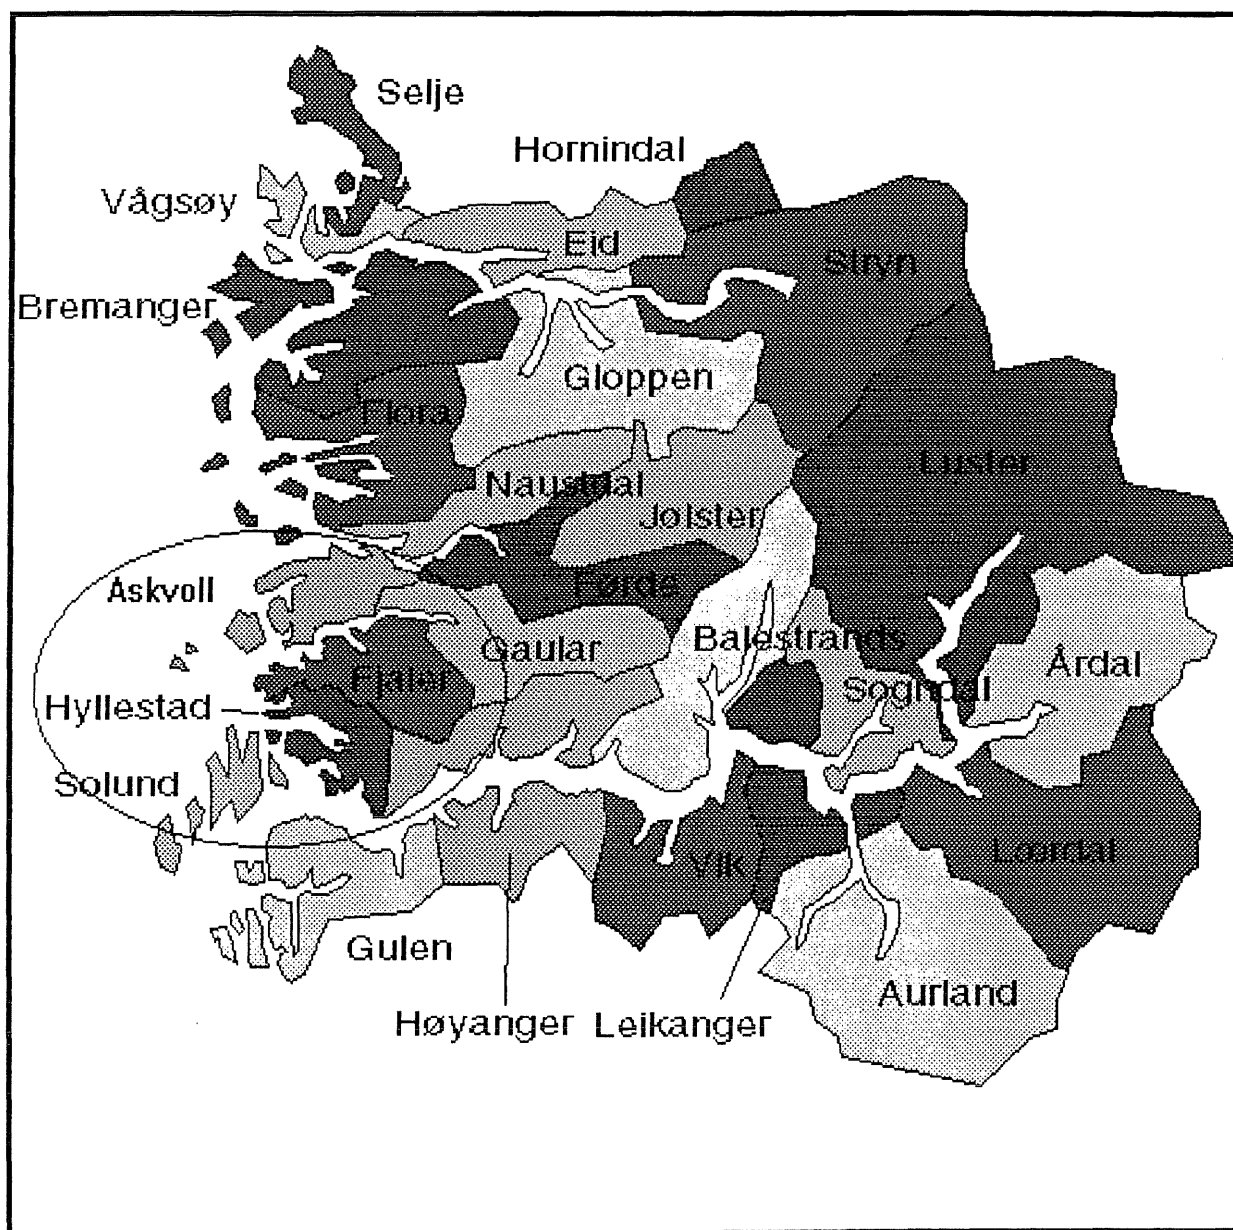 Selje
Hornindal
Vågsøy
Eid
Stryn
Bremanger
Gloppen
Flora
Luster
Naustdal
Jølster
Førde
Askvoll
Balestrands
Gaular
Årdal
Fjaler
Sogndal
Hyllestad
Solund
Vik
Lærdal
Gulen
Aurland
Høyanger
Leikanger